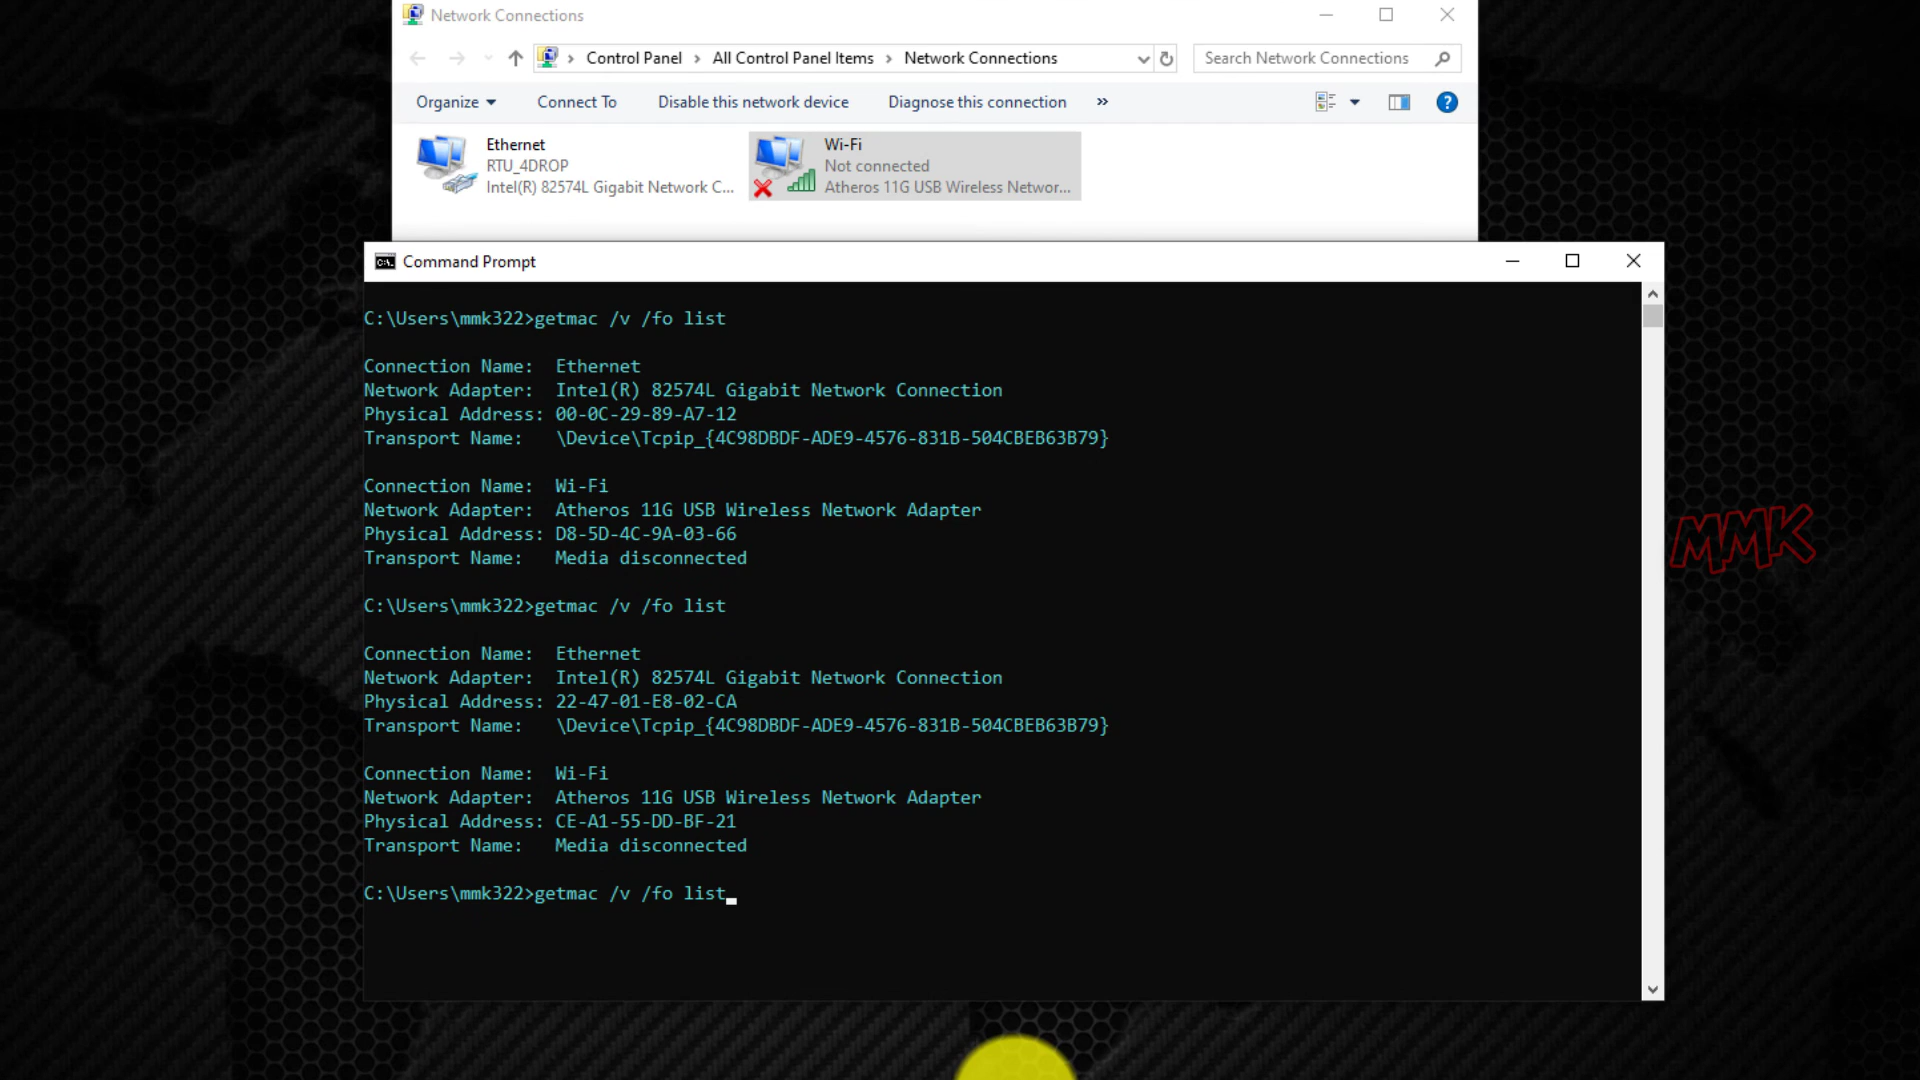 Network Connections
Control Panel > All Control Panel Items > Network Connections
Search Network Connections
Organize
Connect To
Disable this network device
Diagnose this connection
»
?
Ethernet
RTU_4DROP
Intel(R) 82574L Gigabit Network C...
Wi-Fi
Not connected
Atheros 11G USB Wireless Networ...
C:\. Command Prompt
C:\Users\mmk322>getmac /v /fo list
Connection Name:  Ethernet
Network Adapter:  Intel(R) 82574L Gigabit Network Connection
Physical Address: 00-0C-29-89-A7-12
Transport Name:   \Device\Tcpip_{4C98DBDF-ADE9-4576-831B-504CBEB63B79}
Connection Name:  Wi-Fi
Network Adapter:  Atheros 11G USB Wireless Network Adapter
Physical Address: D8-5D-4C-9A-03-66
Transport Name:   Media disconnected
C:\Users\mmk322>getmac /v /fo list
Connection Name:  Ethernet
Network Adapter:  Intel(R) 82574L Gigabit Network Connection
Physical Address: 22-47-01-E8-02-CA
Transport Name:   \Device\Tcpip_{4C98DBDF-ADE9-4576-831B-504CBEB63B79}
Connection Name:  Wi-Fi
Network Adapter:  Atheros 11G USB Wireless Network Adapter
Physical Address: CE-A1-55-DD-BF-21
Transport Name:   Media disconnected
C:\Users\mmk322>getmac /v /fo list
MMK